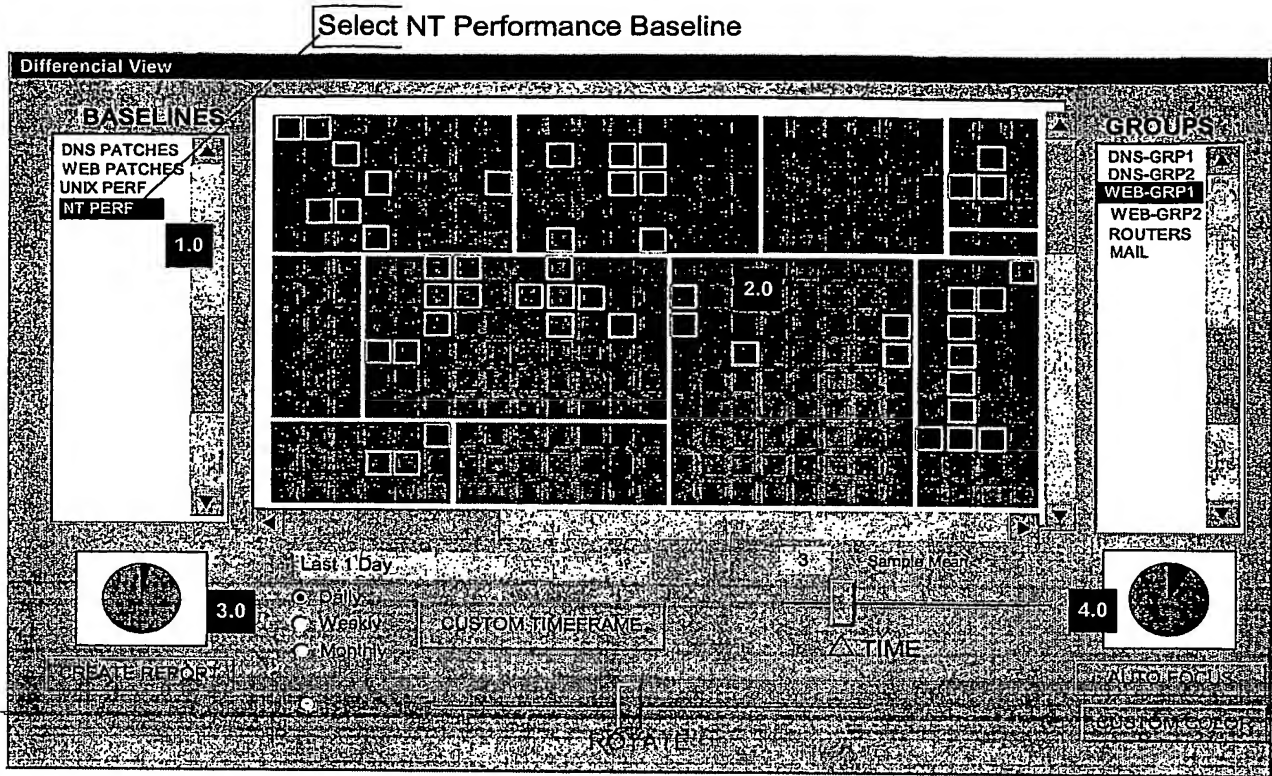 Select NT Performance Baseline
Differencial View
BASELINES
DNS PATCHES
WEB PATCHES
UNIX PERF
NT PERF
1.0
2.0
GROUPS
DNS-GRP1
DNS-GRP2
WEB-GRP1
WEB-GRP2
ROUTERS
MAIL
3.0
CREATE REPORT
Last 1 Day
Daily
Weekly
Monthly
CUSTOM TIMEFRAME
3
Sample Mean
△ TIME
ROTATE
4.0
AUTO FOCUS
CUSTOM COLOR